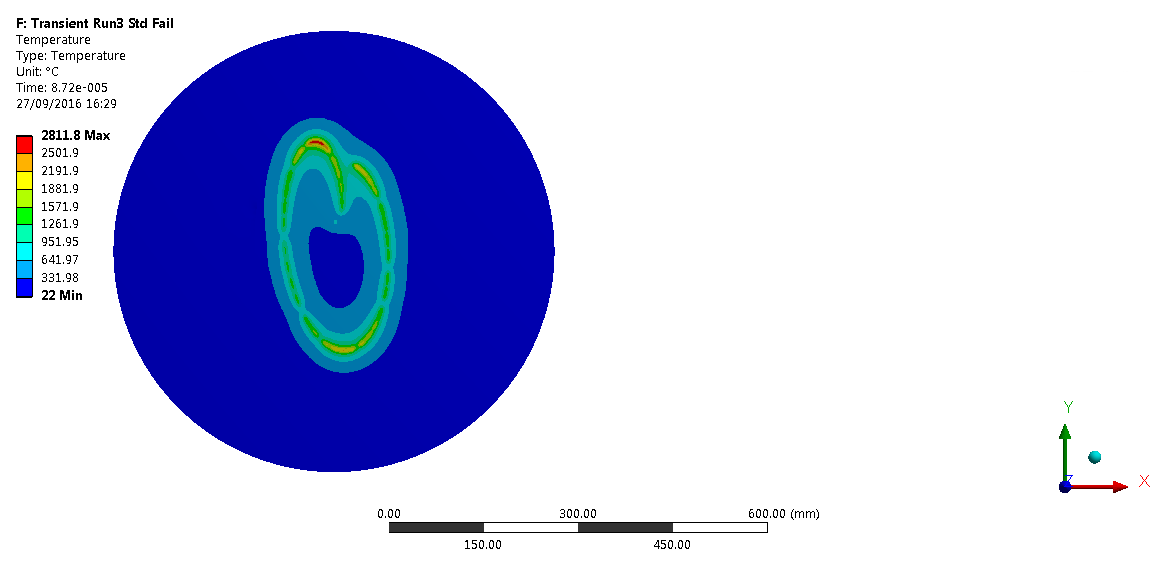 F: Transient Run3 Std Fail
Temperature
Type: Temperature
Unit: °C
Time: 8.72e-005
27/09/2016 16:29
2811.8 Max
2501.9
2191.9
1881.9
1571.9
1261.9
951.95
641.97
331.98
22 Min
Y
Z
X
0.00 300.00 600.00 (mm)
150.00 450.00